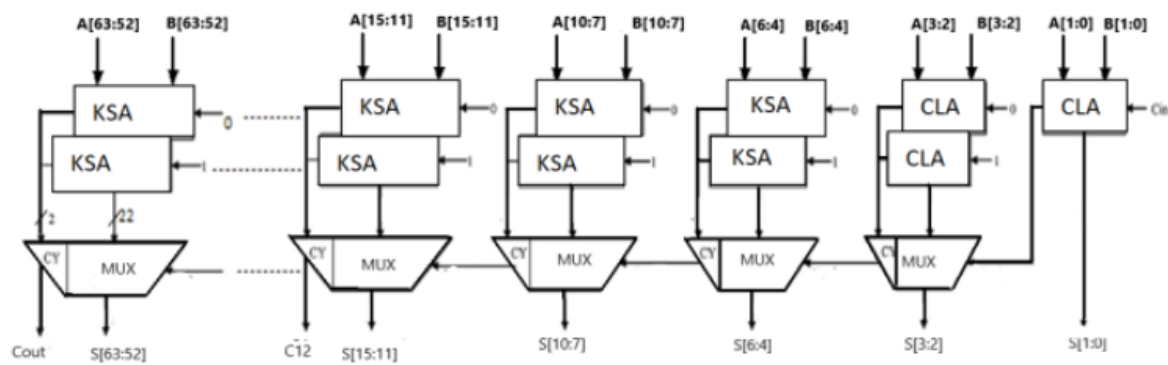 A[63:52] B[63:52] A[15:11] B[15:11] A[10:7] B[10:7] A[6:4] B[6:4] A[3:2] B[3:2] A[1:0] B[1:0]
KSA KSA KSA KSA CLA CLA
0 0 0 0 0 Cin
KSA KSA KSA KSA CLA
1 1 1 1 1
2 22
CY MUX CY MUX CY MUX CY MUX CY MUX
Cout S[63:52] C12 S[15:11] S[10:7] S[6:4] S[3:2] S[1:0]